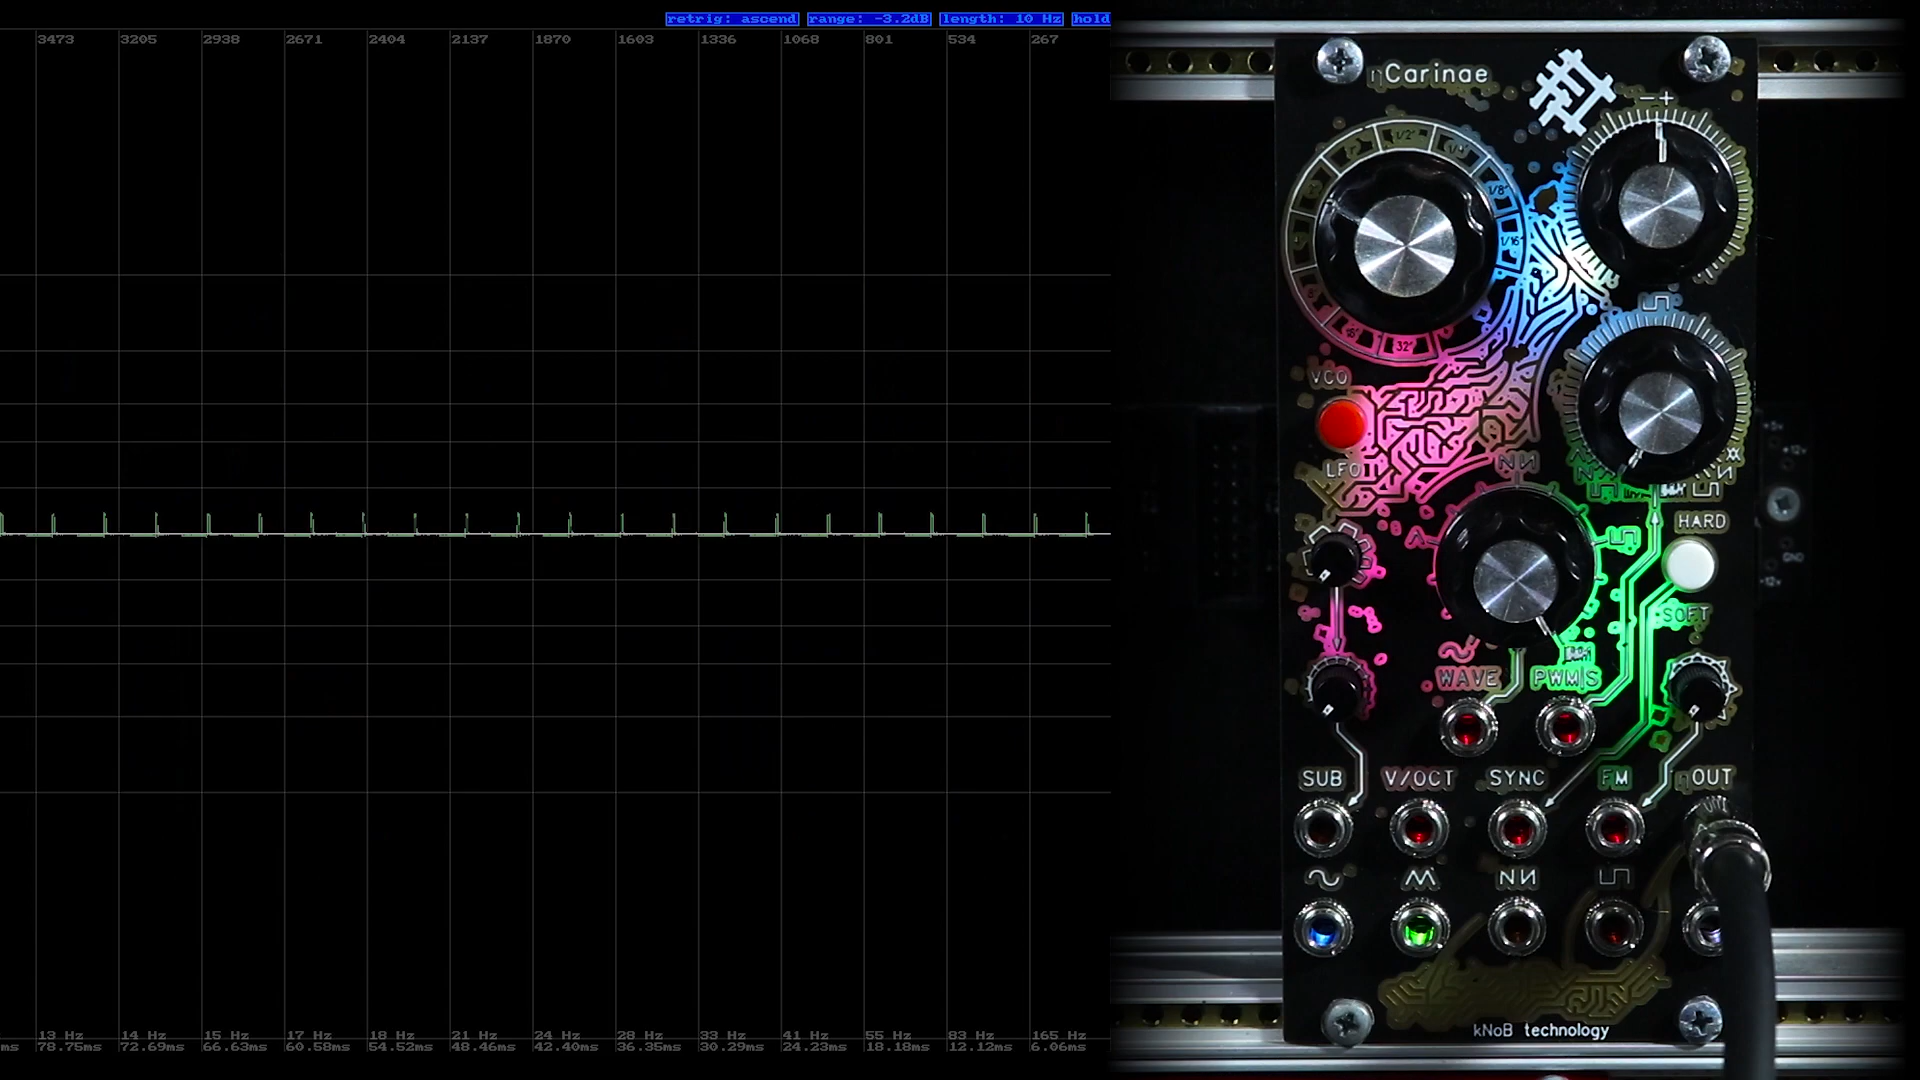 retrig: ascend range: -3.2dB length: 10 Hz hold
3473 3205 2938 2671 2404 2137 1870 1603 1336 1068 801 534 267
13 Hz 14 Hz 15 Hz 17 Hz 18 Hz 21 Hz 24 Hz 28 Hz 33 Hz 41 Hz 55 Hz 83 Hz 165 Hz
ms 78.75ms 72.69ms 66.63ms 60.58ms 54.52ms 48.46ms 42.40ms 36.35ms 30.29ms 24.23ms 18.18ms 12.12ms 6.06ms
ηCarinae
− +
1/2'
1/8'
1/16'
32'
VCO
LFO
HARD
SOFT
WAVE PWM S
SUB V/OCT SYNC FM OUT
kNoB technology